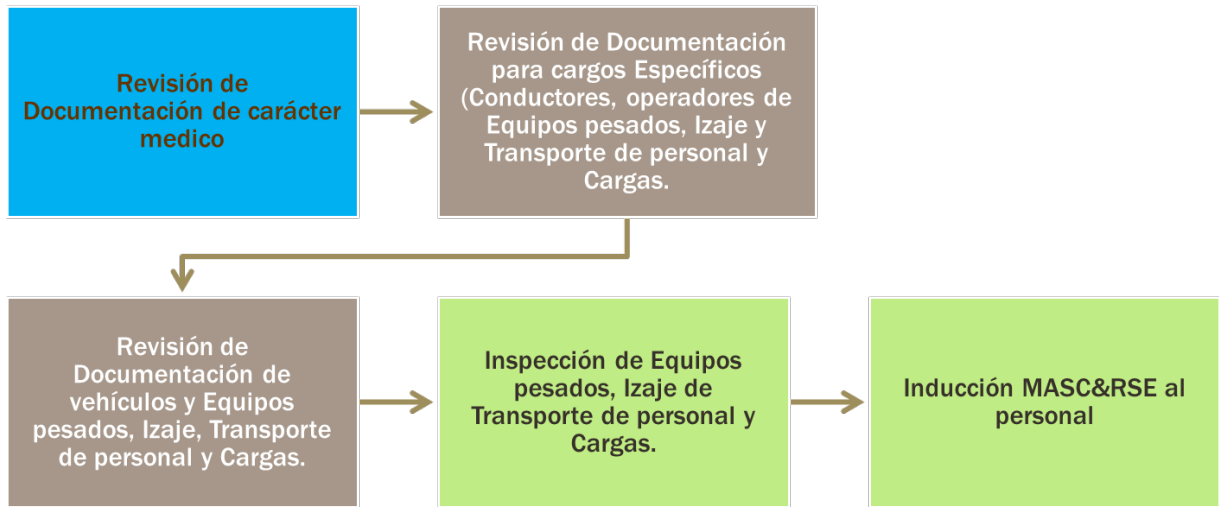 Revisión de
Documentación de carácter
medico
Revisión de Documentación
para cargos Específicos
(Conductores, operadores de
Equipos pesados, Izaje y
Transporte de personal y
Cargas.
Revisión de
Documentación de
vehículos y Equipos
pesados, Izaje, Transporte
de personal y Cargas.
Inspección de Equipos
pesados, Izaje de
Transporte de personal y
Cargas.
Inducción MASC&RSE al
personal